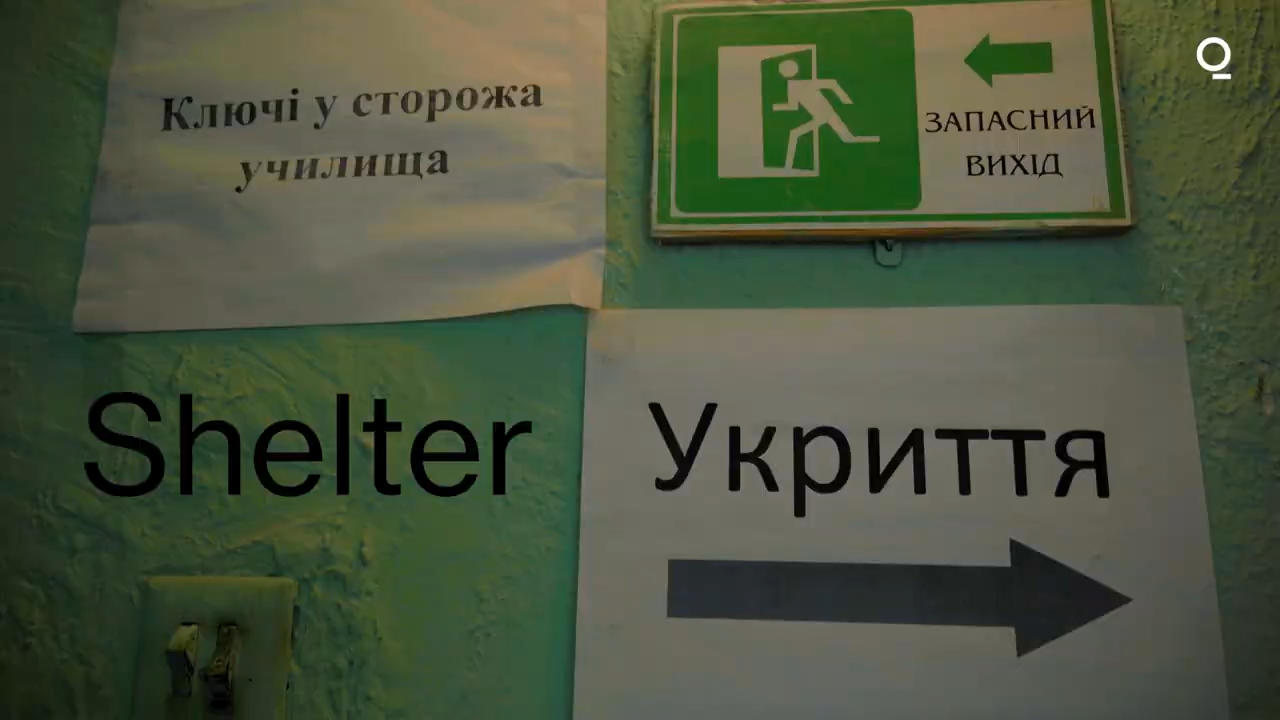 Ключі у сторожа
училища
ЗАПАСНИЙ
ВИХІД
Shelter
Укриття